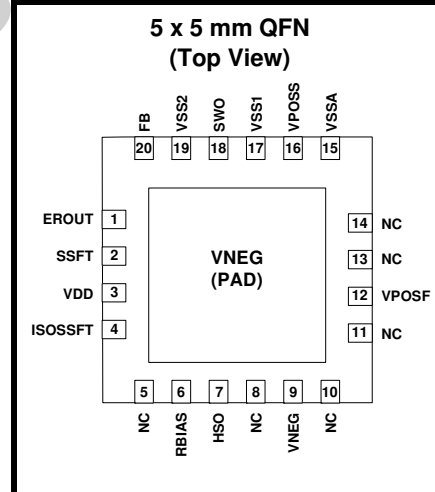 5 x 5 mm QFN
(Top View)
FB
VSS2
SWO
VSS1
VPOSS
VSSA
20
19
18
17
16
15
EROUT 1
SSFT 2
VDD 3
ISOSSFT 4
VNEG
(PAD)
14 NC
13 NC
12 VPOSF
11 NC
5
6
7
8
9
10
NC
RBIAS
HSO
NC
VNEG
NC